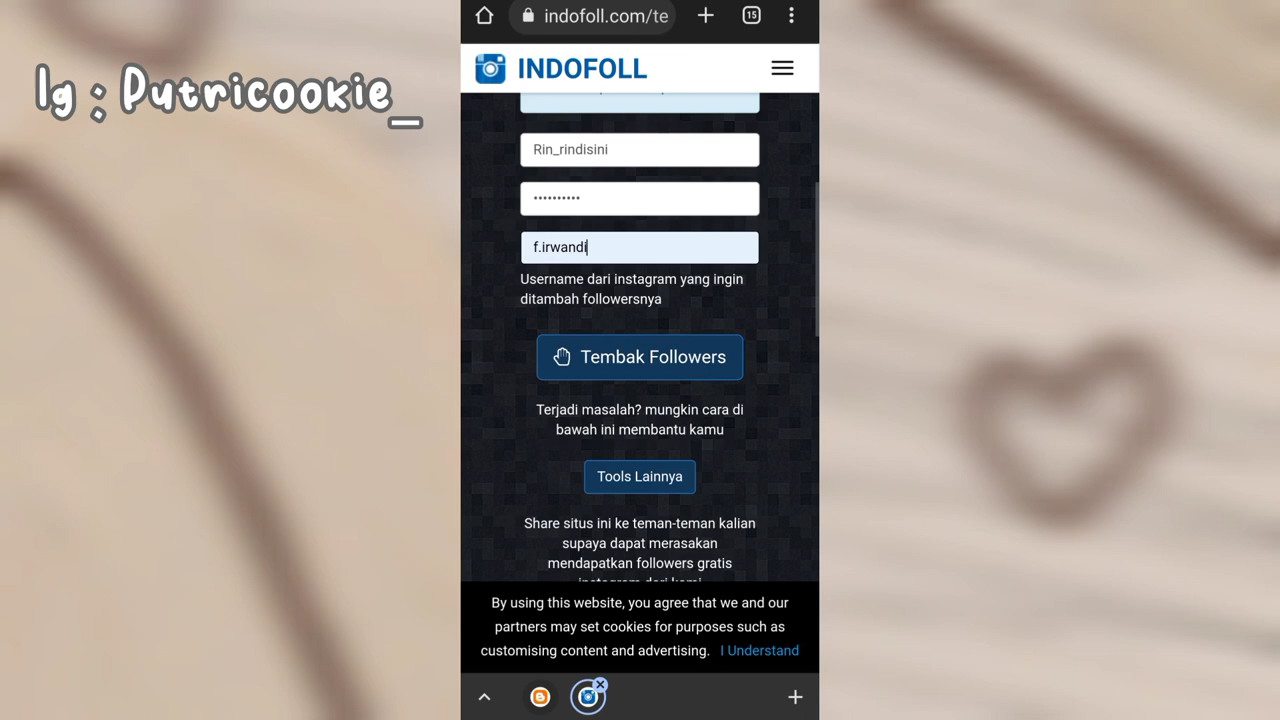 Ig : Putricookie_
indofoll.com/te
15
INDOFOLL
Rin_rindisini
••••••••••
f.irwandi
Username dari instagram yang ingin
ditambah followersnya
Tembak Followers
Terjadi masalah? mungkin cara di
bawah ini membantu kamu
Tools Lainnya
Share situs ini ke teman-teman kalian
supaya dapat merasakan
mendapatkan followers gratis
instagram dari kami
By using this website, you agree that we and our
partners may set cookies for purposes such as
customising content and advertising. I Understand